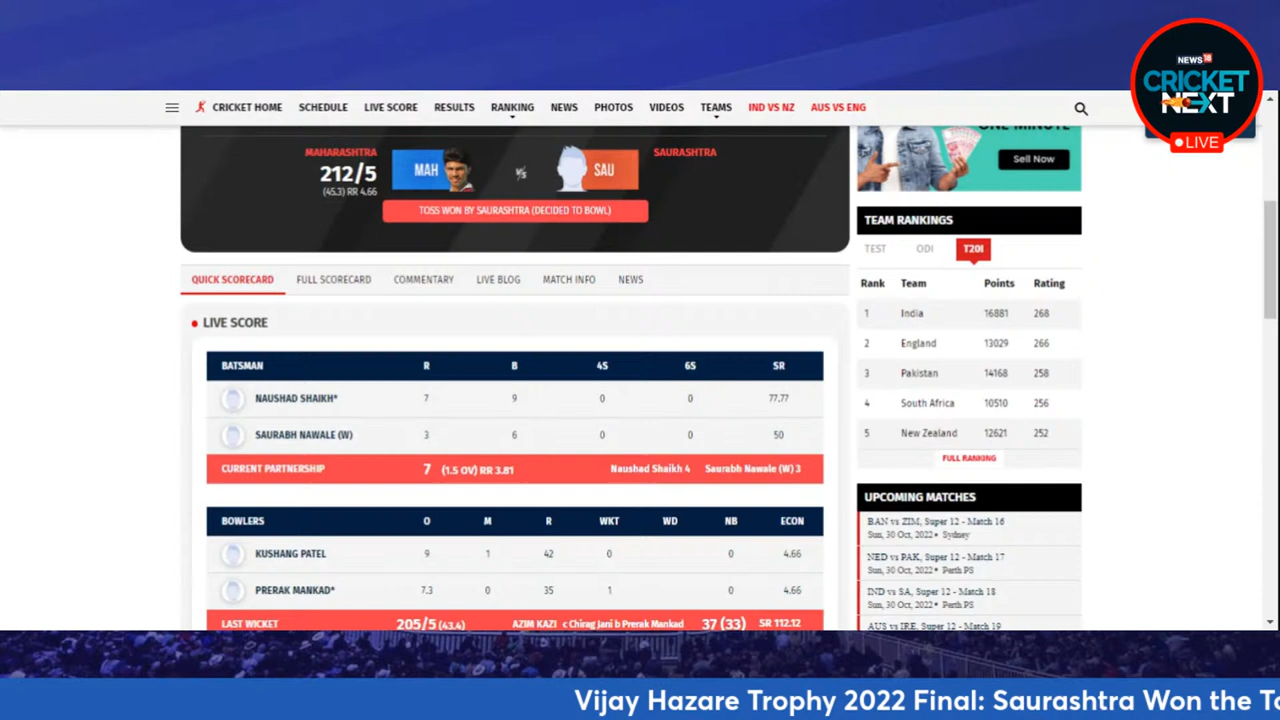 NEWS18
CRICKET
NEXT
LIVE
CRICKET HOME SCHEDULE LIVE SCORE RESULTS RANKING NEWS PHOTOS VIDEOS TEAMS IND VS NZ AUS VS ENG
MAHARASHTRA
212/5
(45.3) RR 4.66
MAH
V/S
SAU
SAURASHTRA
TOSS WON BY SAURASHTRA (DECIDED TO BOWL)
ONE MINUTE
Sell Now
QUICK SCORECARD FULL SCORECARD COMMENTARY LIVE BLOG MATCH INFO NEWS
LIVE SCORE
BATSMAN R B 4S 6S SR
NAUSHAD SHAIKH* 7 9 0 0 77.77
SAURABH NAWALE (W) 3 6 0 0 50
CURRENT PARTNERSHIP 7 (1.5 OV) RR 3.81 Naushad Shaikh 4 Saurabh Nawale (W) 3
BOWLERS O M R WKT WD NB ECON
KUSHANG PATEL 9 1 42 0 0 4.66
PRERAK MANKAD* 7.3 0 35 1 0 4.66
LAST WICKET 205/5 (43.4) AZIM KAZI c Chirag Jani b Prerak Mankad 37 (33) SR 112.12
TEAM RANKINGS
TEST ODI T20I
Rank Team Points Rating
1 India 16881 268
2 England 13029 266
3 Pakistan 14168 258
4 South Africa 10510 256
5 New Zealand 12621 252
FULL RANKING
UPCOMING MATCHES
BAN vs ZIM, Super 12 - Match 16
Sun, 30 Oct, 2022 • Sydney
NED vs PAK, Super 12 - Match 17
Sun, 30 Oct, 2022 • Perth PS
IND vs SA, Super 12 - Match 18
Sun, 30 Oct, 2022 • Perth PS
AUS vs IRE, Super 12 - Match 19
Vijay Hazare Trophy 2022 Final: Saurashtra Won the To